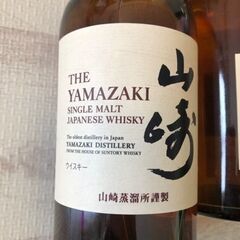 THE
YAMAZAKI
SINGLE MALT
JAPANESE WHISKY
The oldest distillery in Japan
YAMAZAKI DISTILLERY
FROM THE HOUSE OF SUNTORY WHISKY
ウイスキー
山崎
山崎蒸溜所謹製